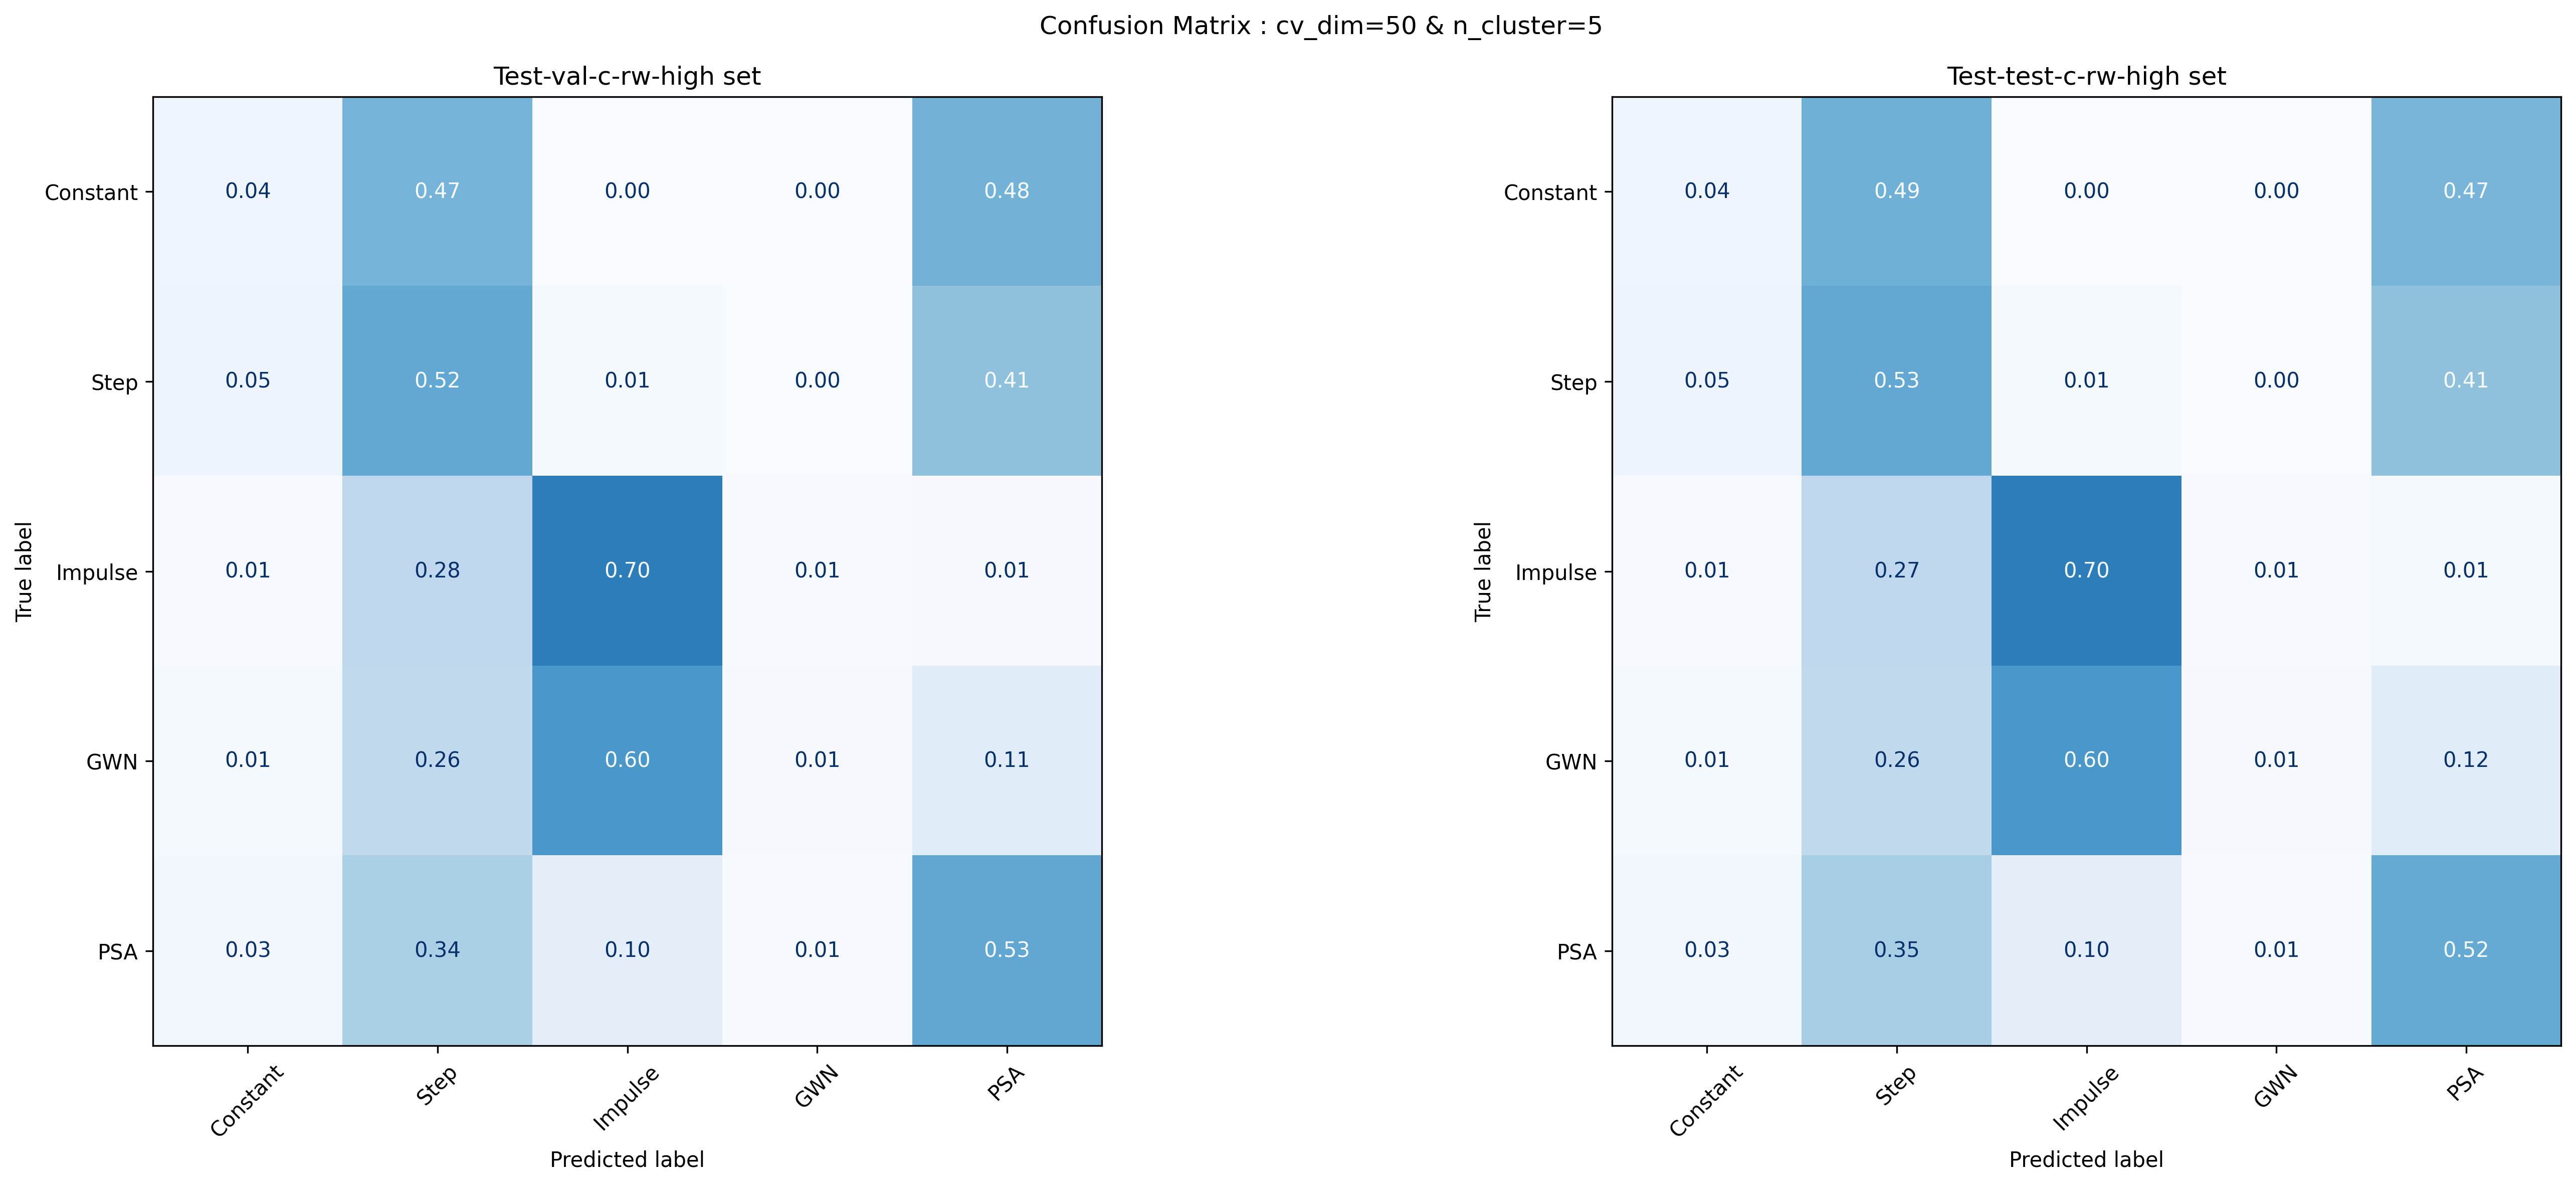 Confusion Matrix : cv_dim=50 & n_cluster=5
Test-val-c-rw-high set
True label
Constant 0.04 0.47 0.00 0.00 0.48
Step 0.05 0.52 0.01 0.00 0.41
Impulse 0.01 0.28 0.70 0.01 0.01
GWN 0.01 0.26 0.60 0.01 0.11
PSA 0.03 0.34 0.10 0.01 0.53
Constant Step Impulse GWN PSA
Predicted label
Test-test-c-rw-high set
True label
Constant 0.04 0.49 0.00 0.00 0.47
Step 0.05 0.53 0.01 0.00 0.41
Impulse 0.01 0.27 0.70 0.01 0.01
GWN 0.01 0.26 0.60 0.01 0.12
PSA 0.03 0.35 0.10 0.01 0.52
Constant Step Impulse GWN PSA
Predicted label